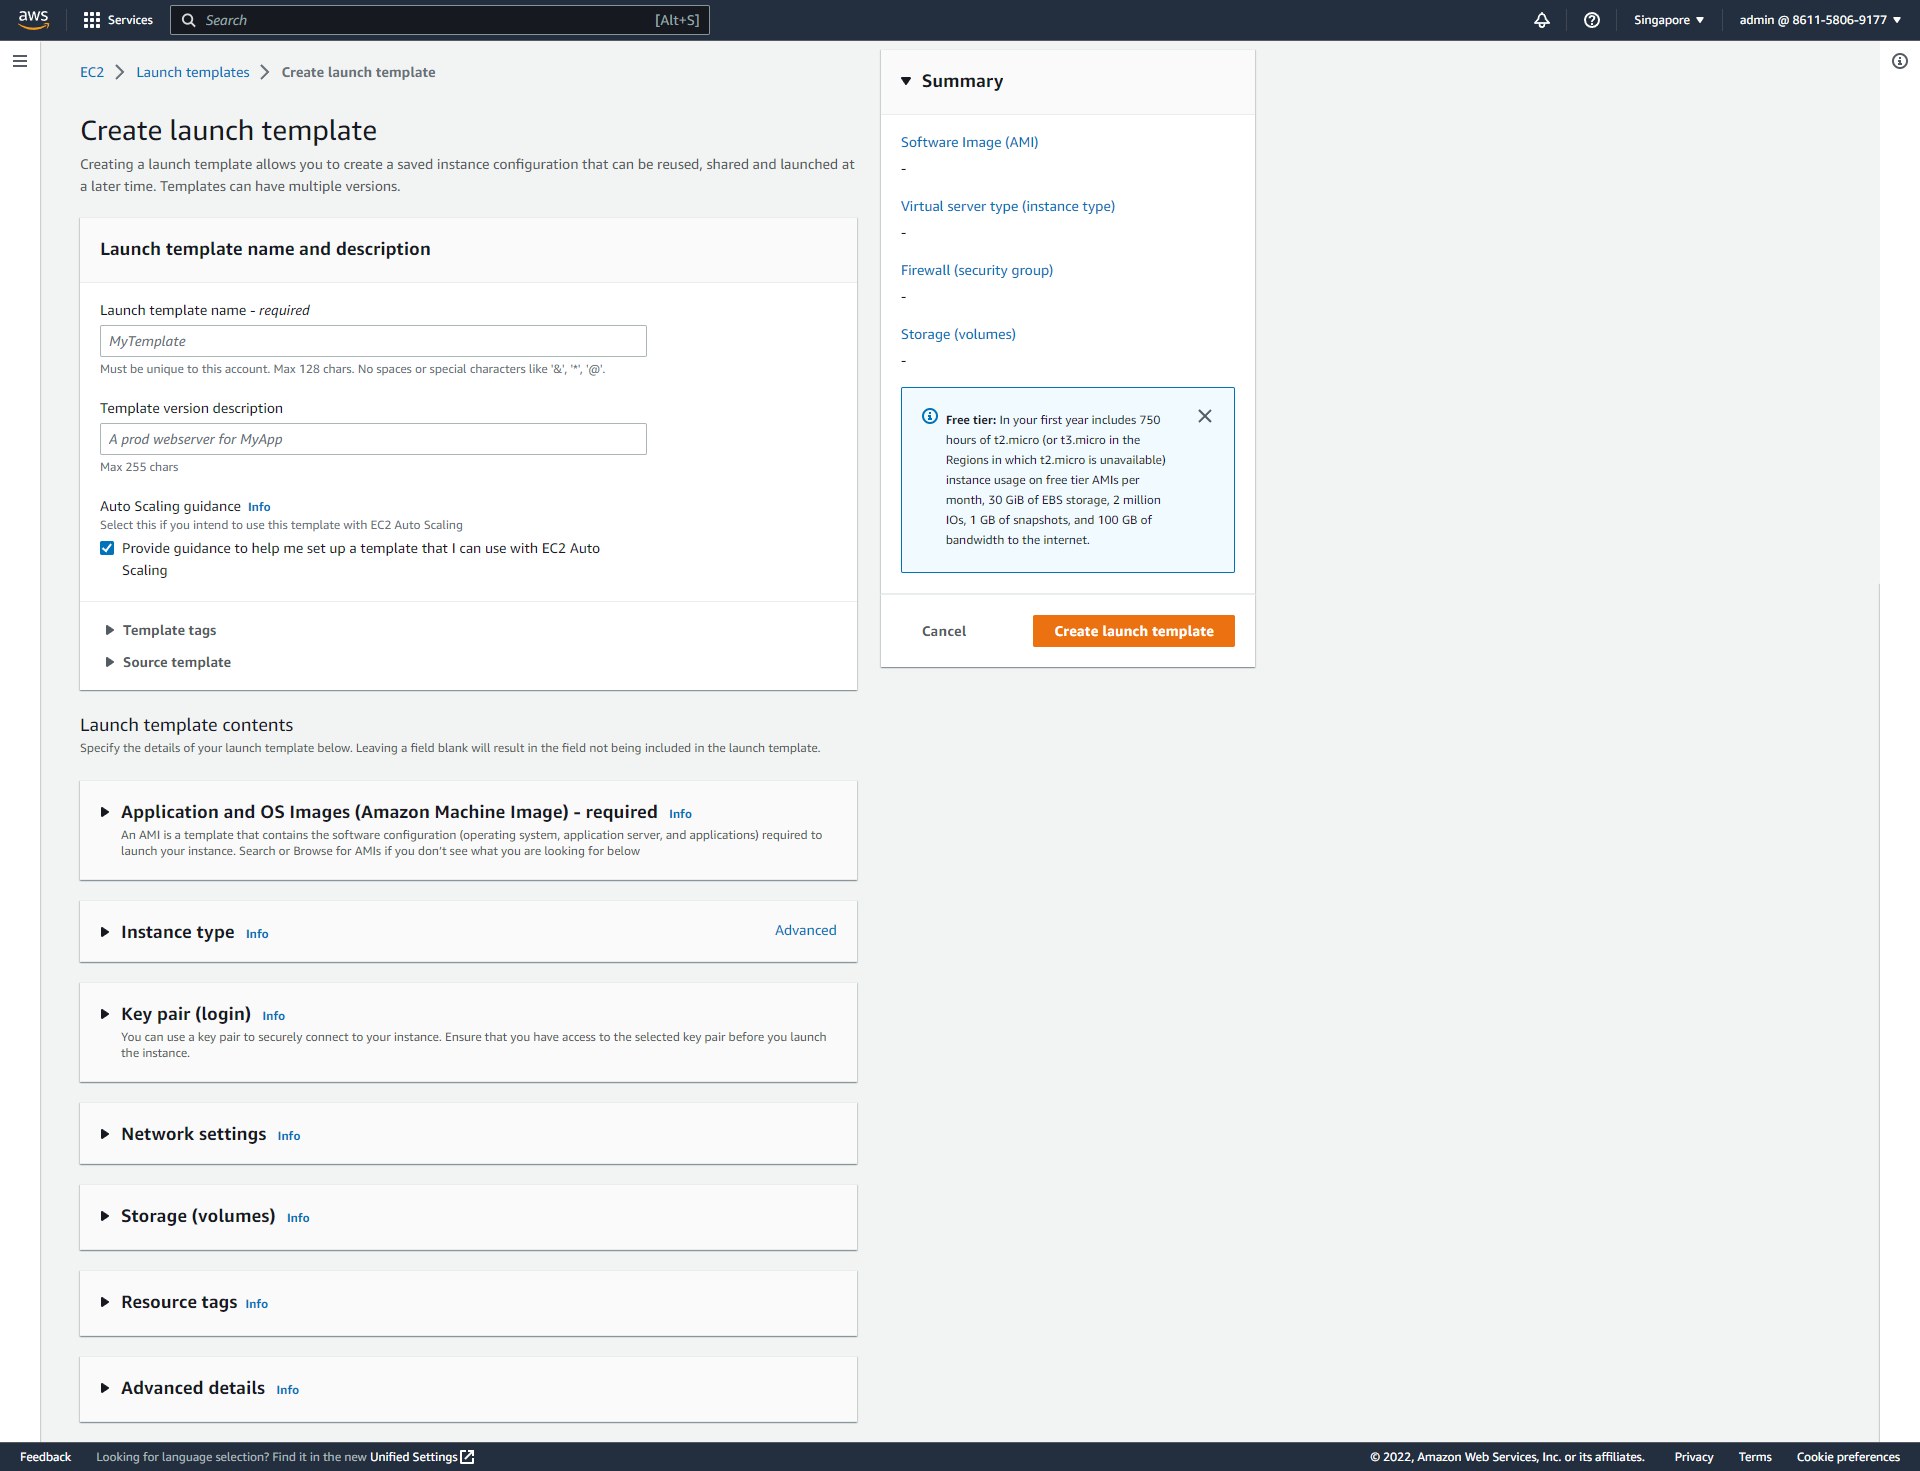 aws
Services
Search
[Alt+S]
Singapore
admin @ 8611-5806-9177
EC2
Launch templates
Create launch template
Create launch template
Creating a launch template allows you to create a saved instance configuration that can be reused, shared and launched at
a later time. Templates can have multiple versions.
Launch template name and description
Launch template name - required
MyTemplate
Must be unique to this account. Max 128 chars. No spaces or special characters like '&', '*', '@'.
Template version description
A prod webserver for MyApp
Max 255 chars
Auto Scaling guidance Info
Select this if you intend to use this template with EC2 Auto Scaling
Provide guidance to help me set up a template that I can use with EC2 Auto
Scaling
Template tags
Source template
Launch template contents
Specify the details of your launch template below. Leaving a field blank will result in the field not being included in the launch template.
Application and OS Images (Amazon Machine Image) - required Info
An AMI is a template that contains the software configuration (operating system, application server, and applications) required to
launch your instance. Search or Browse for AMIs if you don't see what you are looking for below
Instance type Info
Advanced
Key pair (login) Info
You can use a key pair to securely connect to your instance. Ensure that you have access to the selected key pair before you launch
the instance.
Network settings Info
Storage (volumes) Info
Resource tags Info
Advanced details Info
Summary
Software Image (AMI)
-
Virtual server type (instance type)
-
Firewall (security group)
-
Storage (volumes)
-
Free tier: In your first year includes 750
hours of t2.micro (or t3.micro in the
Regions in which t2.micro is unavailable)
instance usage on free tier AMIs per
month, 30 GiB of EBS storage, 2 million
IOs, 1 GB of snapshots, and 100 GB of
bandwidth to the internet.
Cancel
Create launch template
Feedback
Looking for language selection? Find it in the new Unified Settings
© 2022, Amazon Web Services, Inc. or its affiliates.
Privacy
Terms
Cookie preferences